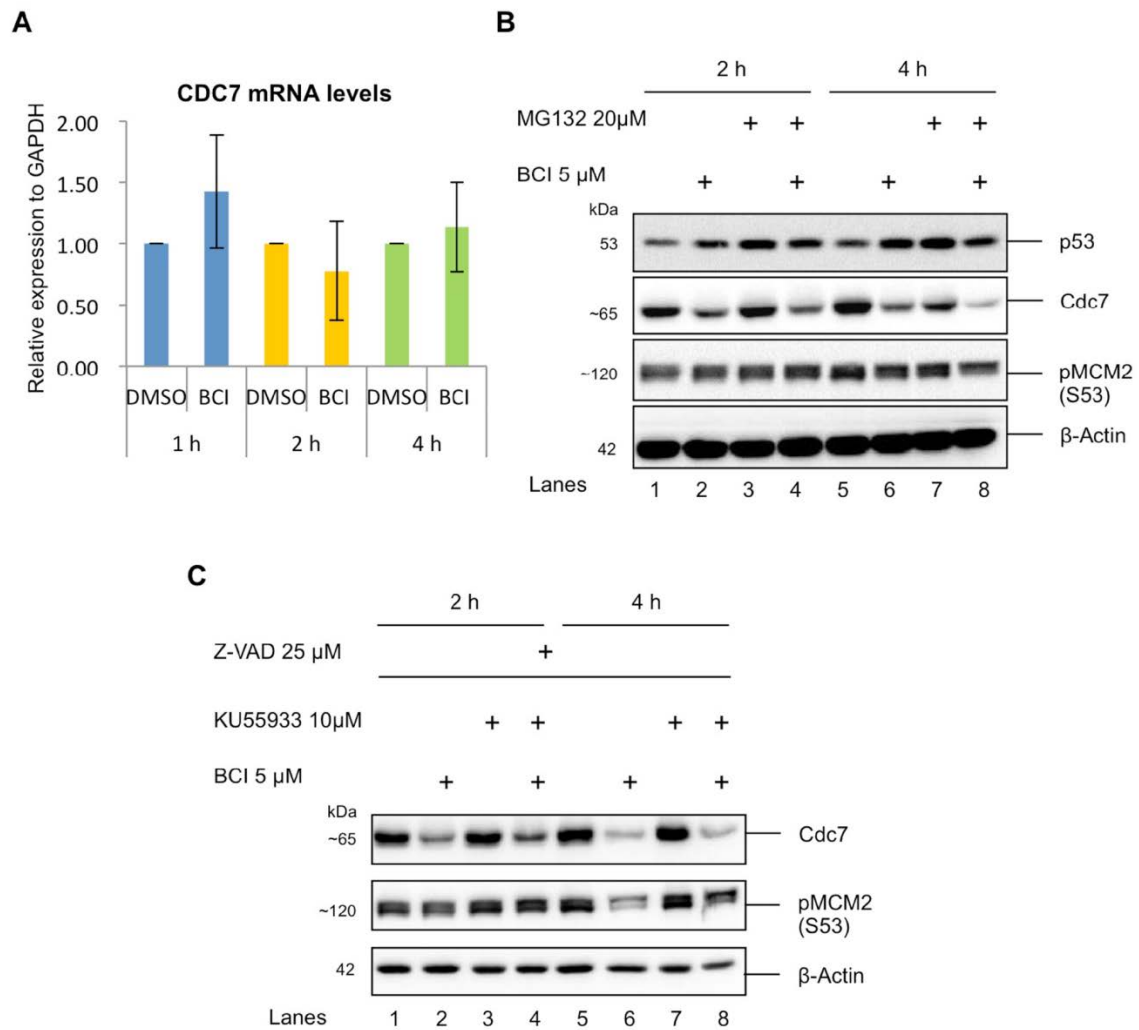 A
CDC7 mRNA levels
Relative expression to GAPDH
2.00
1.50
1.00
0.50
0.00
DMSO BCI DMSO BCI DMSO BCI
1 h 2 h 4 h
B
2 h 4 h
MG132 20µM + + + +
BCI 5 µM + + + +
kDa
53 p53
~65 Cdc7
~120 pMCM2
(S53)
42 β-Actin
Lanes 1 2 3 4 5 6 7 8
C
2 h 4 h
Z-VAD 25 µM +
KU55933 10µM + + + +
BCI 5 µM + + + +
kDa
~65 Cdc7
~120 pMCM2
(S53)
42 β-Actin
Lanes 1 2 3 4 5 6 7 8